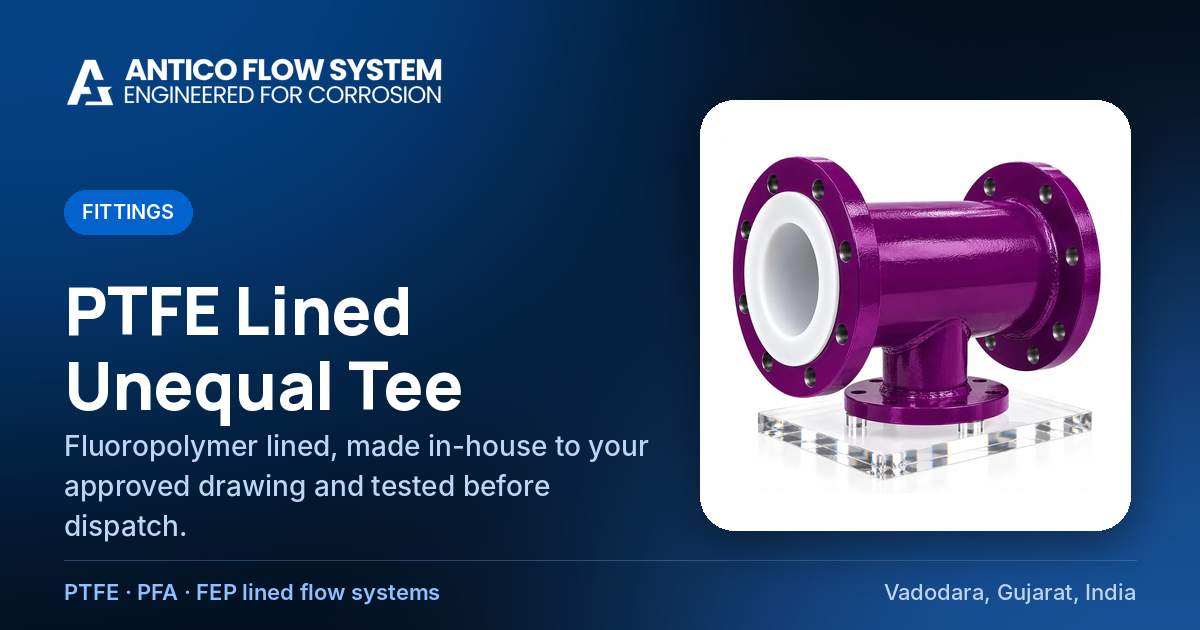 ANTICO FLOW SYSTEM
ENGINEERED FOR CORROSION
FITTINGS
PTFE Lined
Unequal Tee
Fluoropolymer lined, made in-house to your
approved drawing and tested before
dispatch.
PTFE · PFA · FEP lined flow systems
Vadodara, Gujarat, India